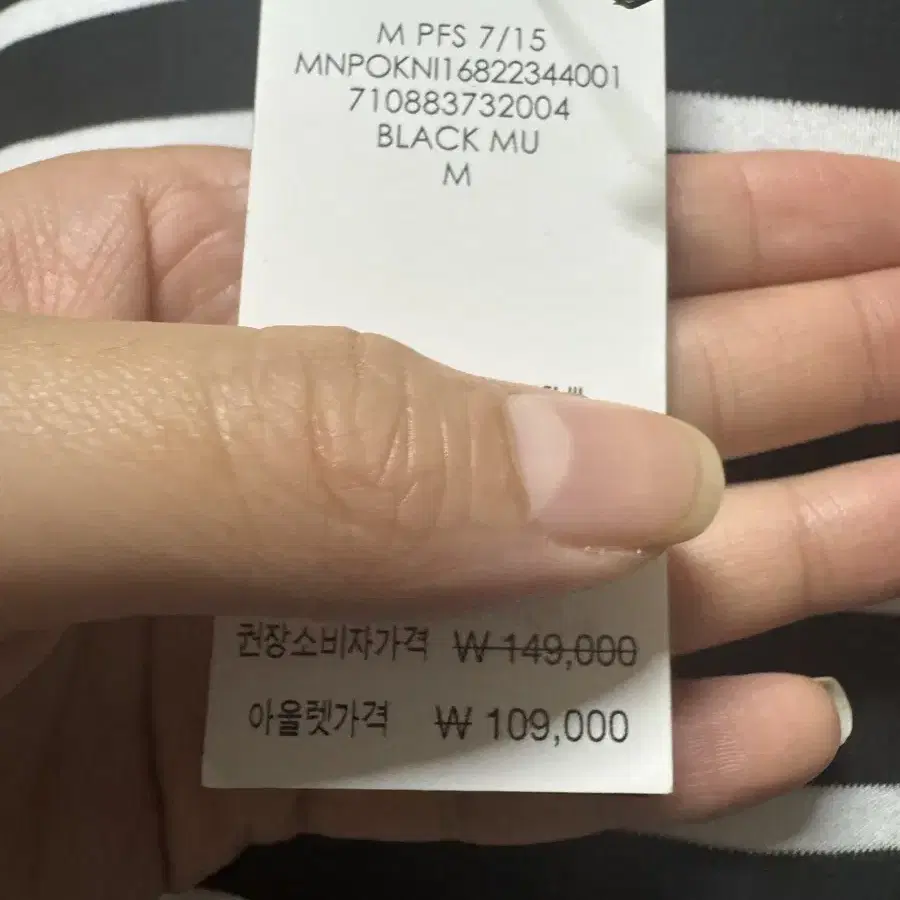 M PFS 7/15
MNPOKNI16822344001
710883732004
BLACK MU
M
권장소비자가격 ₩ 149,000
아울렛가격 ₩ 109,000